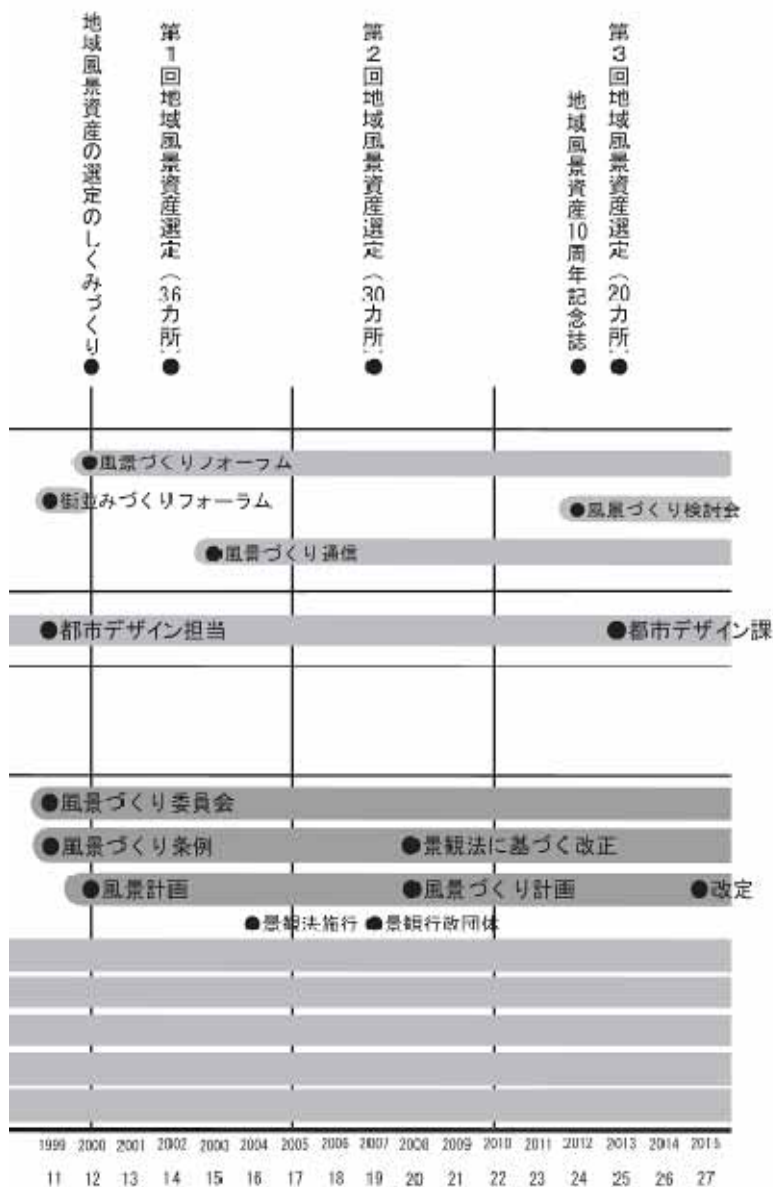 地域風景資産の選定のしくみづくり●
第1回地域風景資産選定（36カ所）●
第2回地域風景資産選定（30カ所）●
地域風景資産10周年記念誌●
第3回地域風景資産選定（20カ所）●
●風景づくりフォーラム
●街並みづくりフォーラム
●風景づくり検討会
●風景づくり通信
●都市デザイン担当
●都市デザイン課
●風景づくり委員会
●風景づくり条例
●景観法に基づく改正
●風景計画
●風景づくり計画
●改定
●景観法施行
●景観行政団体
1999 2000 2001 2002 2003 2004 2005 2006 2007 2008 2009 2010 2011 2012 2013 2014 2015
11 12 13 14 15 16 17 18 19 20 21 22 23 24 25 26 27